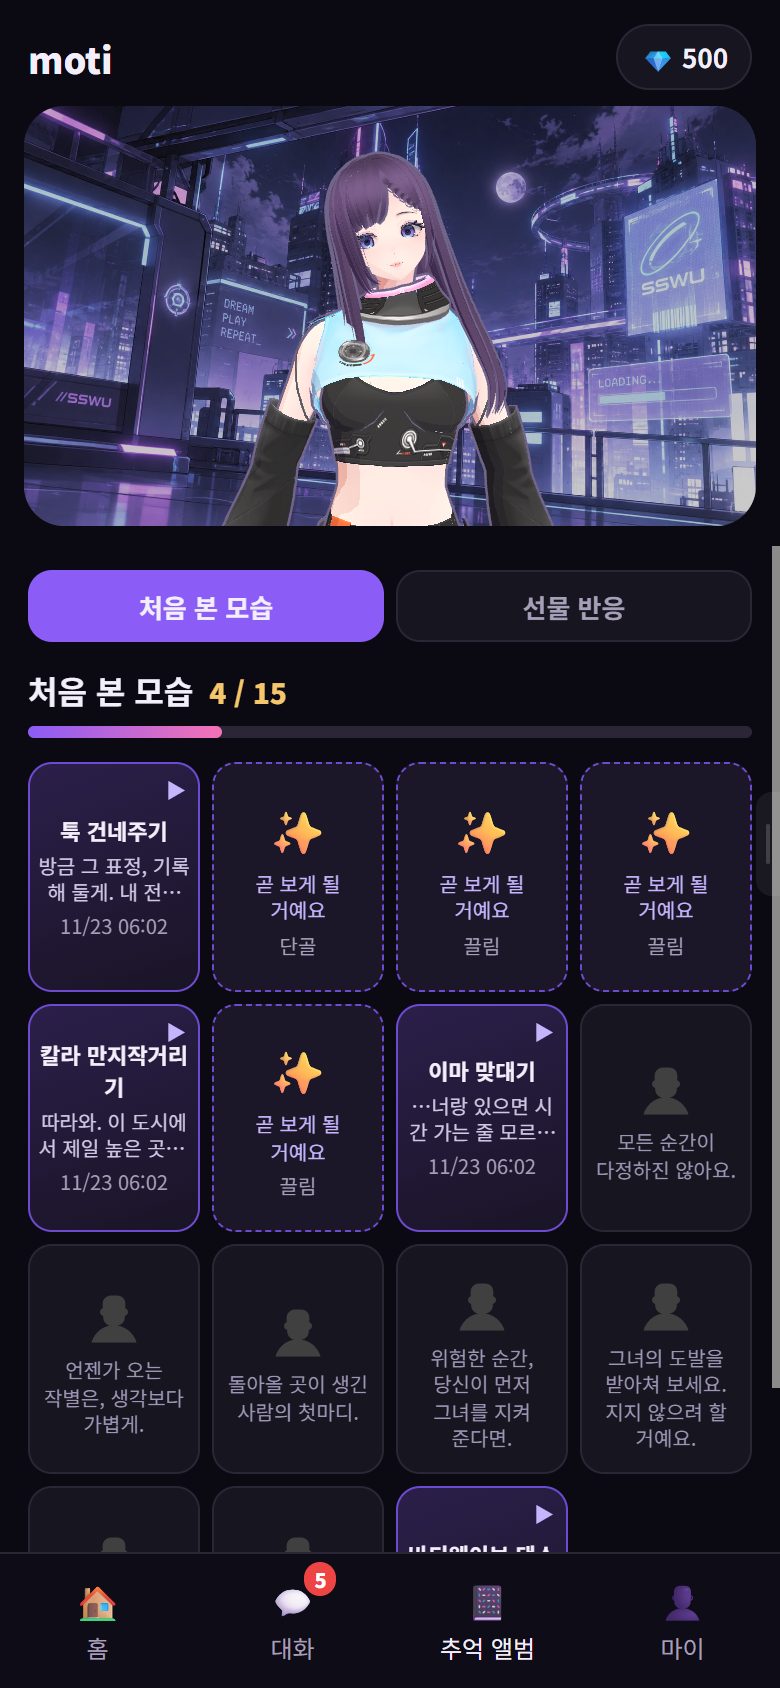 moti
500
DREAM
PLAY
REPEAT_
SSWU
LOADING..
//SSWU
처음 본 모습
선물 반응
처음 본 모습 4 / 15
툭 건네주기
방금 그 표정, 기록
해 둘게. 내 전…
11/23 06:02
곧 보게 될
거예요
단골
곧 보게 될
거예요
끌림
곧 보게 될
거예요
끌림
칼라 만지작거리
기
따라와. 이 도시에
서 제일 높은 곳…
11/23 06:02
곧 보게 될
거예요
끌림
이마 맞대기
…너랑 있으면 시
간 가는 줄 모르…
11/23 06:02
모든 순간이
다정하진 않아요.
언젠가 오는
작별은, 생각보다
가볍게.
돌아올 곳이 생긴
사람의 첫마디.
위험한 순간,
당신이 먼저
그녀를 지켜
준다면.
그녀의 도발을
받아쳐 보세요.
지지 않으려 할
거예요.
홈
5
대화
추억 앨범
마이